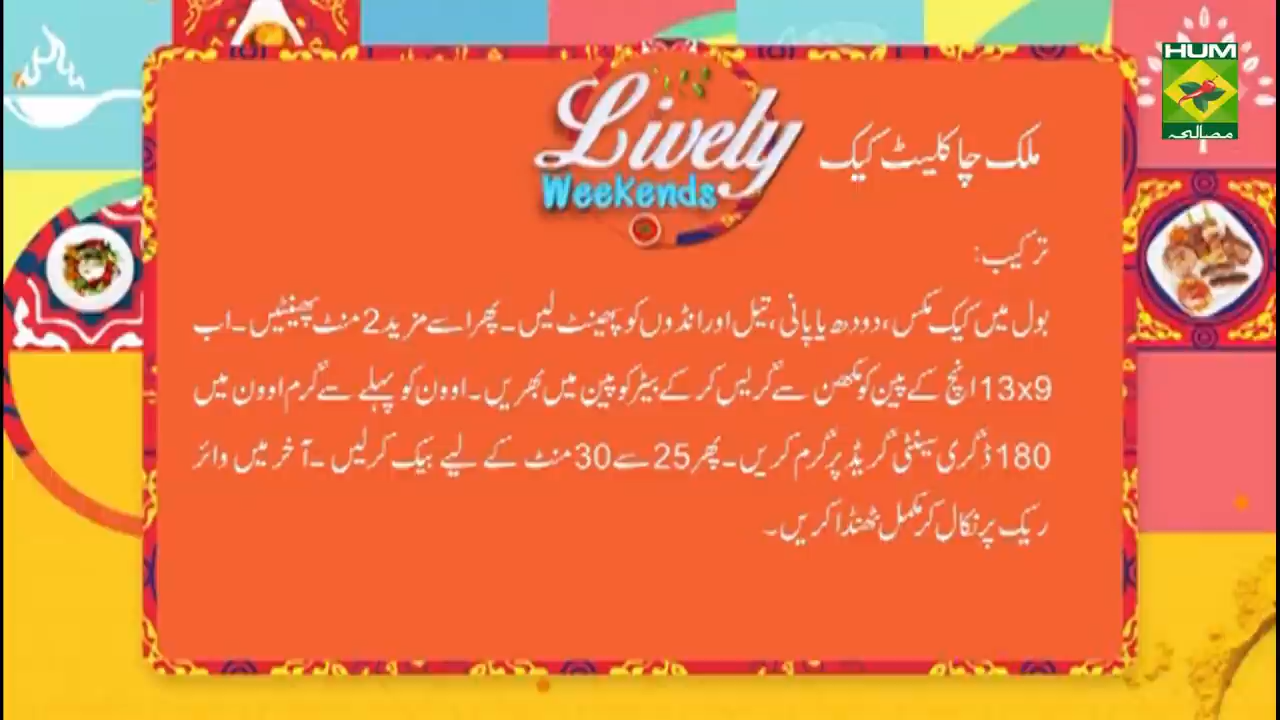 HUM
مصالحہ
Lively
Weekends
ملک چاکلیٹ کیک
ترکیب:
بول میں کیک مکس، دودھ یا پانی، تیل اور انڈوں کو پھینٹ لیں۔ پھر اسے مزید 2 منٹ پھینٹیں۔ اب
13x9 انچ کے پین کو مکھن سے گریس کر کے بیٹر کو پین میں بھریں۔ اوون کو پہلے سے گرم اوون میں
180 ڈگری سینٹی گریڈ پر گرم کریں۔ پھر 25 سے 30 منٹ کے لیے بیک کر لیں۔ آخر میں وائر
ریک پر نکال کر مکمل ٹھنڈا کریں۔